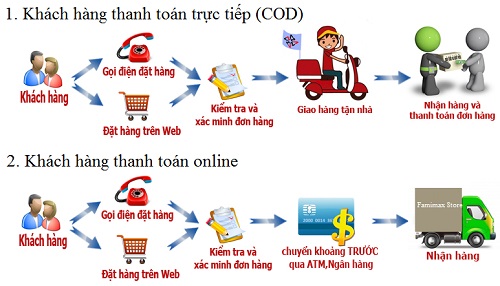 1. Khách hàng thanh toán trực tiếp (COD)
Khách hàng
Gọi điện đặt hàng
Đặt hàng trên Web
Kiểm tra và
xác minh đơn hàng
Giao hàng tận nhà
Nhận hàng và
thanh toán đơn hàng
2. Khách hàng thanh toán online
Khách hàng
Gọi điện đặt hàng
Đặt hàng trên Web
Kiểm tra và
xác minh đơn hàng
chuyển khoảng TRƯỚC
qua ATM,Ngân hàng
Famimax Store
Nhận hàng